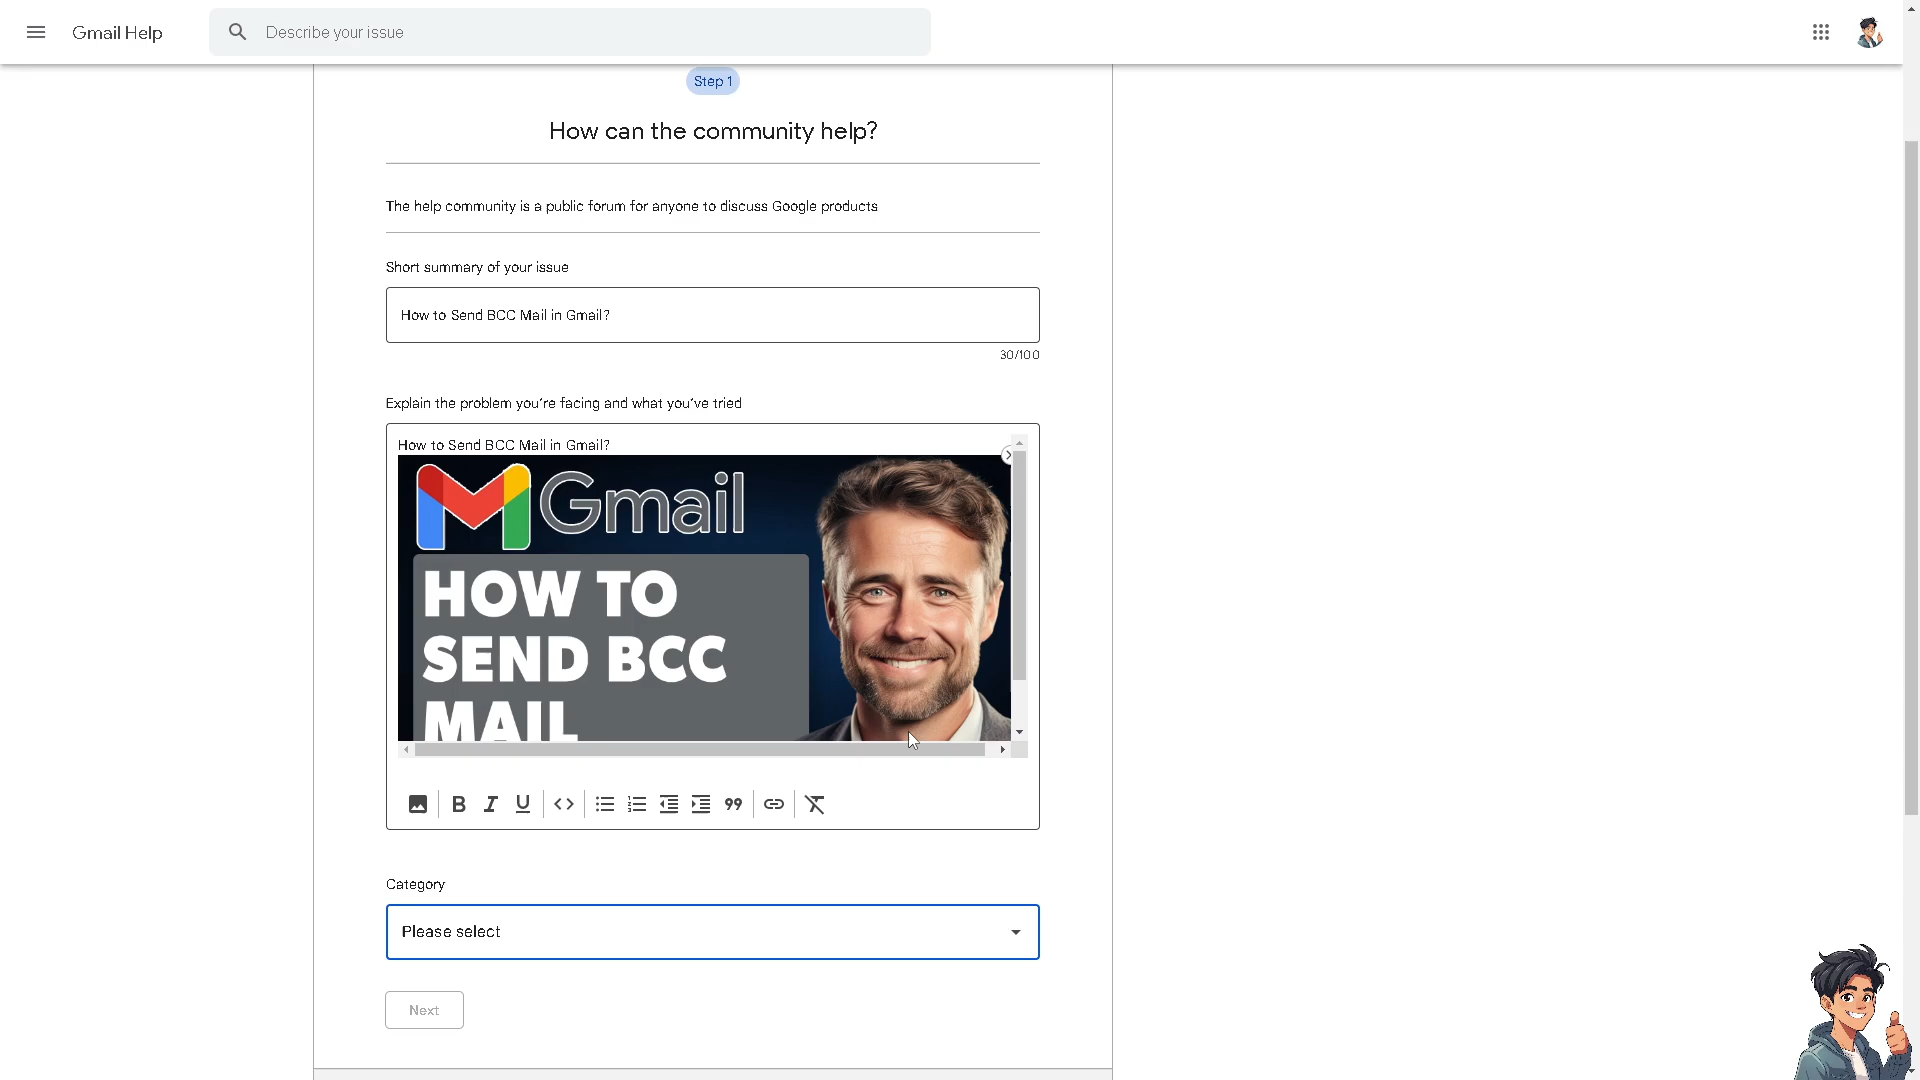 Gmail Help
Describe your issue
Step 1
How can the community help?
The help community is a public forum for anyone to discuss Google products
Short summary of your issue
How to Send BCC Mail in Gmail?
30/100
Explain the problem you're facing and what you've tried
How to Send BCC Mail in Gmail?
Gmail
HOW TO
SEND BCC
MAIL
Category
Please select
Next